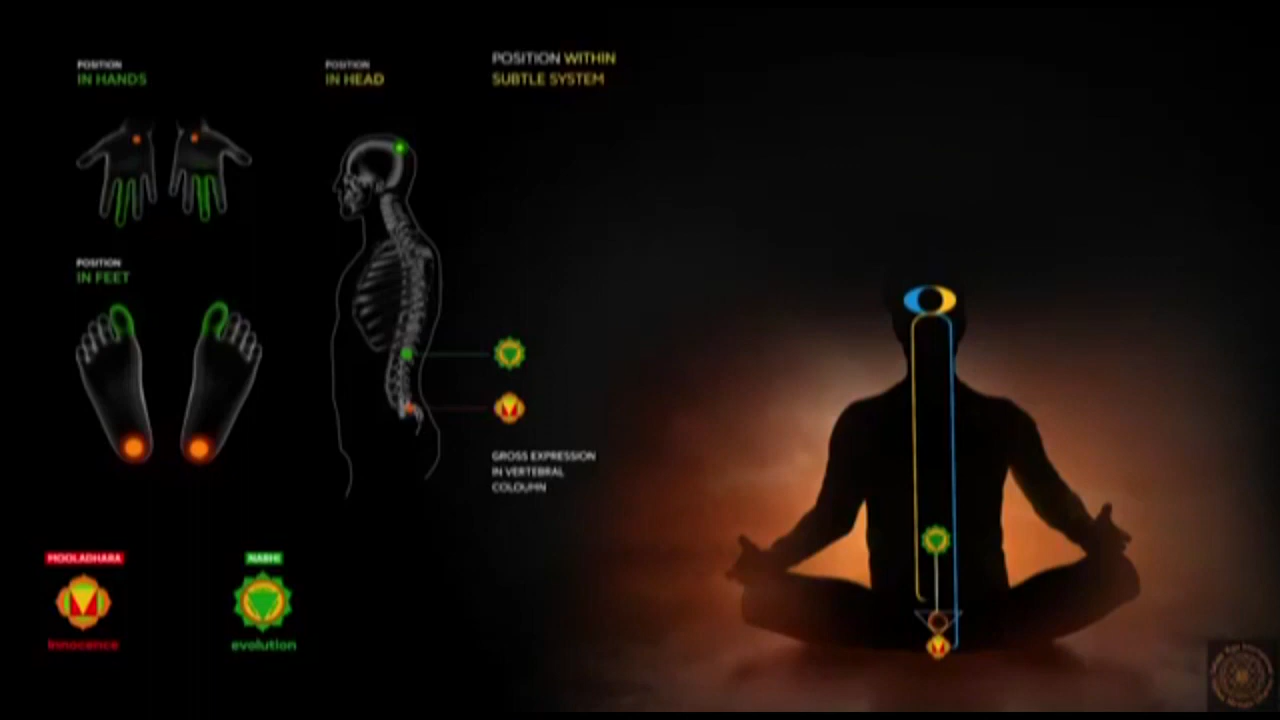 POSITION
IN HANDS
POSITION
IN HEAD
POSITION WITHIN
SUBTLE SYSTEM
POSITION
IN FEET
GROSS EXPRESSION
IN VERTEBRAL
COLOUMN
MOOLADHARA
innocence
NABHI
evolution